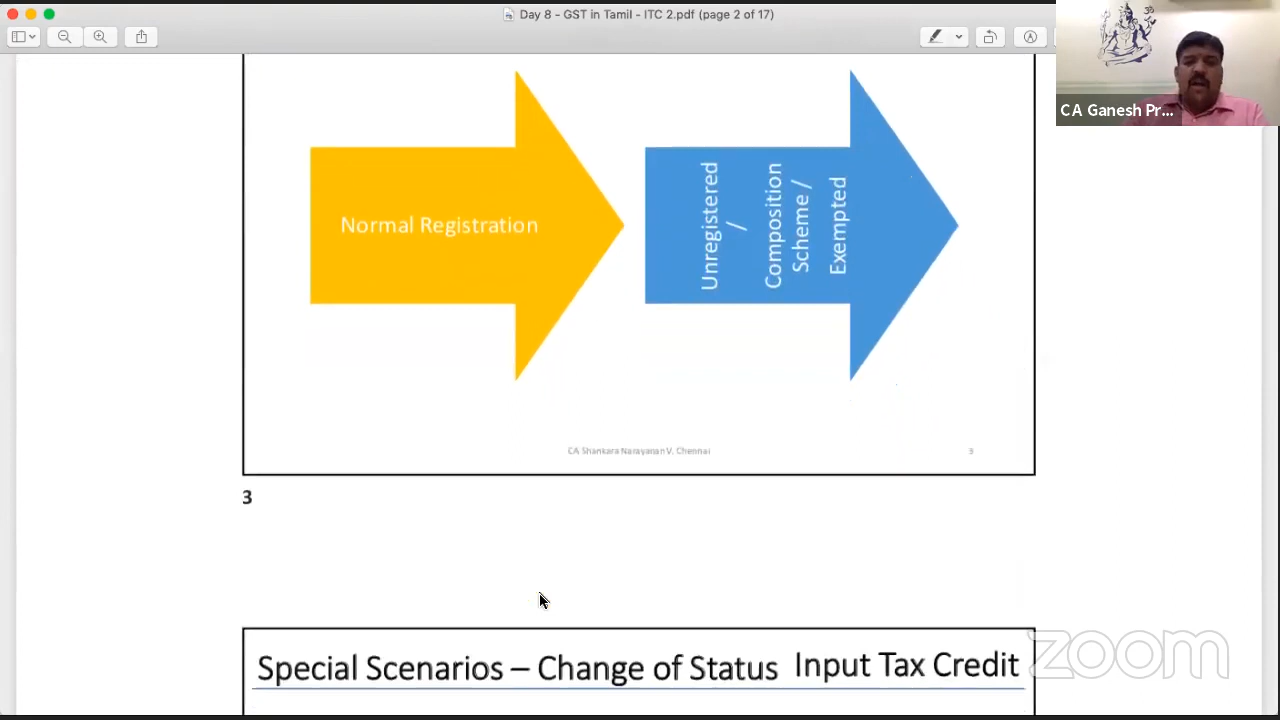 Day 8 - GST in Tamil - ITC 2.pdf (page 2 of 17)
CA Ganesh Pr...
Normal Registration
Unregistered
/
Composition
Scheme /
Exempted
CA Shankara Narayanan V, Chennai
3
3
Special Scenarios – Change of Status
Input Tax Credit
zoom